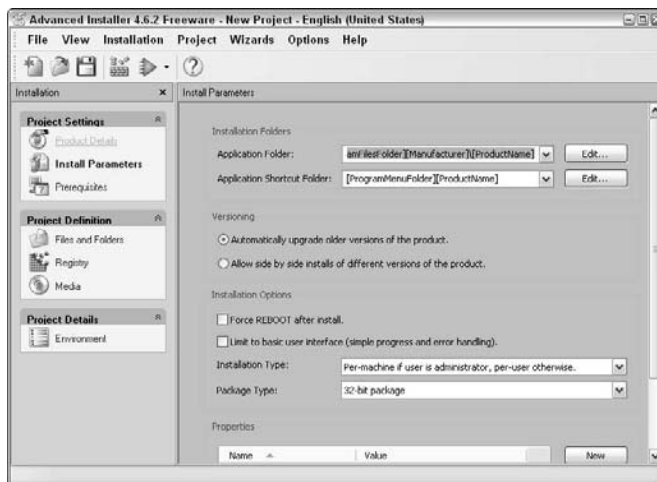 Advanced Installer 4.6.2 Freeware - New Project - English (United States)
File View Installation Project Wizards Options Help
Installation
Install Parameters
Project Settings
Product Details
Install Parameters
Prerequisites
Project Definition
Files and Folders
Registry
Media
Project Details
Environment
Installation Folders
Application Folder: amFilesFolder][Manufacturer]\[ProductName] Edit...
Application Shortcut Folder: [ProgramMenuFolder][ProductName] Edit...
Versioning
Automatically upgrade older versions of the product.
Allow side by side installs of different versions of the product.
Installation Options
Force REBOOT after install.
Limit to basic user interface (simple progress and error handling).
Installation Type: Per-machine if user is administrator, per-user otherwise.
Package Type: 32-bit package
Properties
Name Value New